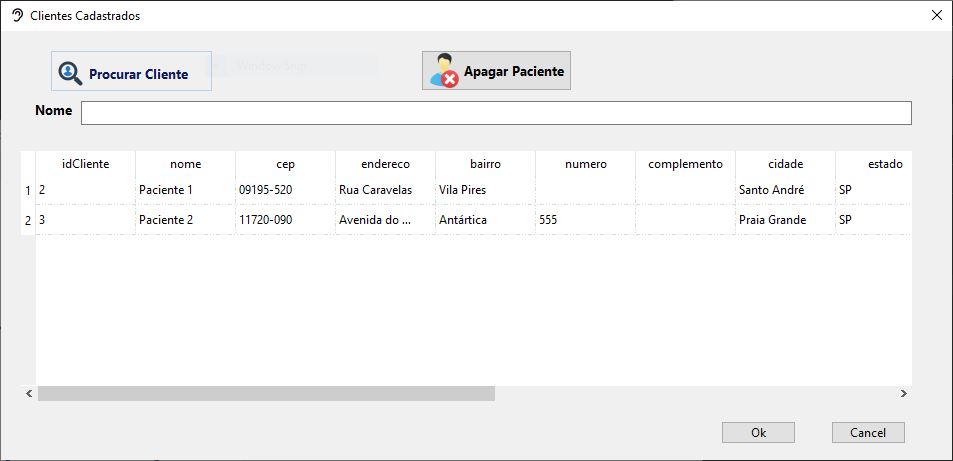 Clientes Cadastrados
Procurar Cliente
Window Snip
Apagar Paciente
Nome
idCliente nome cep endereco bairro numero complemento cidade estado
1 2 Paciente 1 09195-520 Rua Caravelas Vila Pires Santo André SP
2 3 Paciente 2 11720-090 Avenida do ... Antártica 555 Praia Grande SP
Ok Cancel